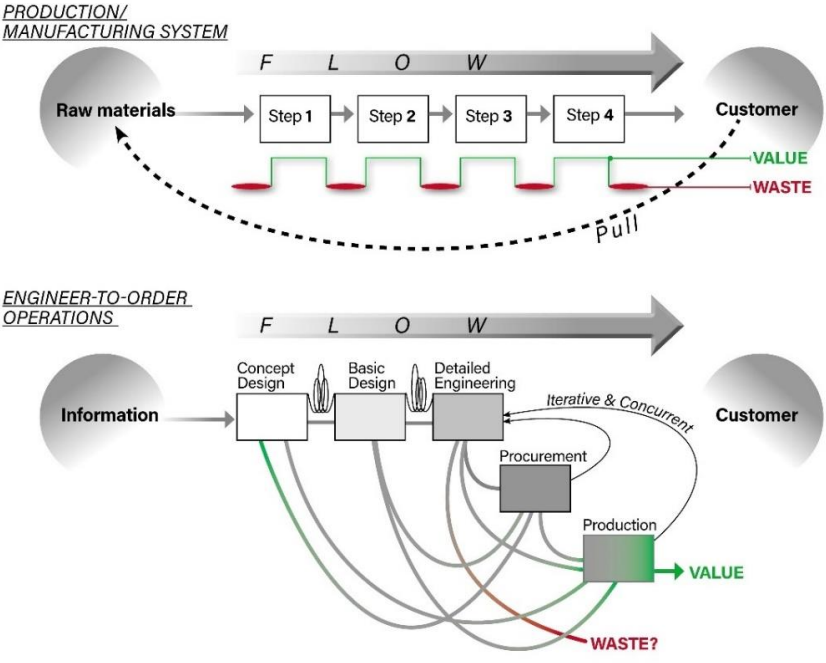 PRODUCTION/
MANUFACTURING SYSTEM
F L O W
Raw materials
Step 1
Step 2
Step 3
Step 4
Customer
VALUE
WASTE
Pull
ENGINEER-TO-ORDER
OPERATIONS
F L O W
Concept
Design
Basic
Design
Detailed
Engineering
Iterative & Concurrent
Information
Customer
Procurement
Production
VALUE
WASTE?